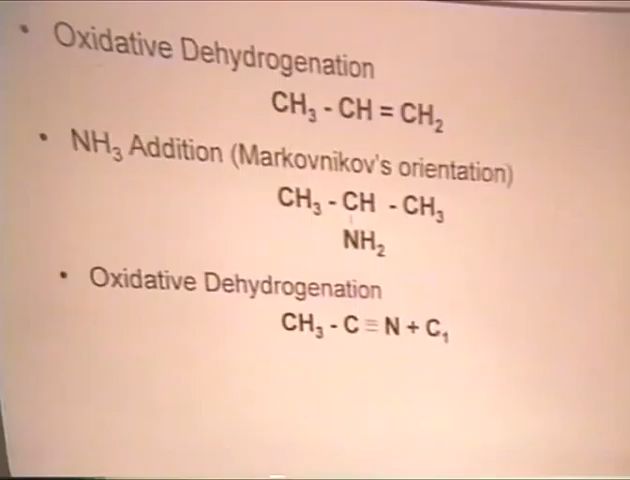 • Oxidative Dehydrogenation
CH₃ - CH = CH₂
• NH₃ Addition (Markovnikov's orientation)
CH₃ - CH - CH₃
NH₂
• Oxidative Dehydrogenation
CH₃ - C ≡ N + C₁